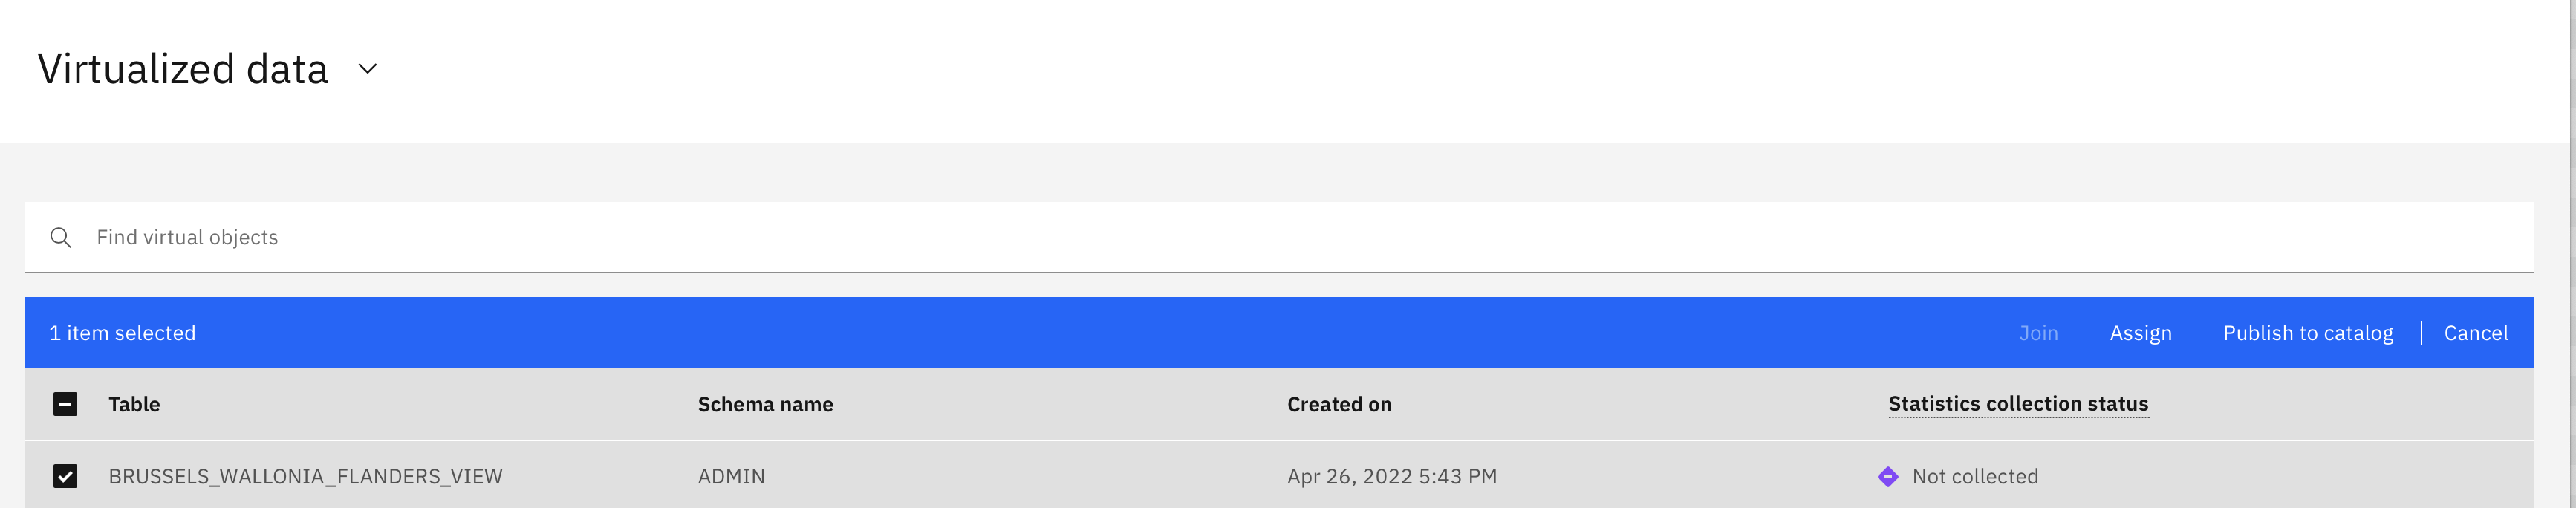 Virtualized data
Find virtual objects
1 item selected Join Assign Publish to catalog | Cancel
Table Schema name Created on Statistics collection status
BRUSSELS_WALLONIA_FLANDERS_VIEW ADMIN Apr 26, 2022 5:43 PM Not collected